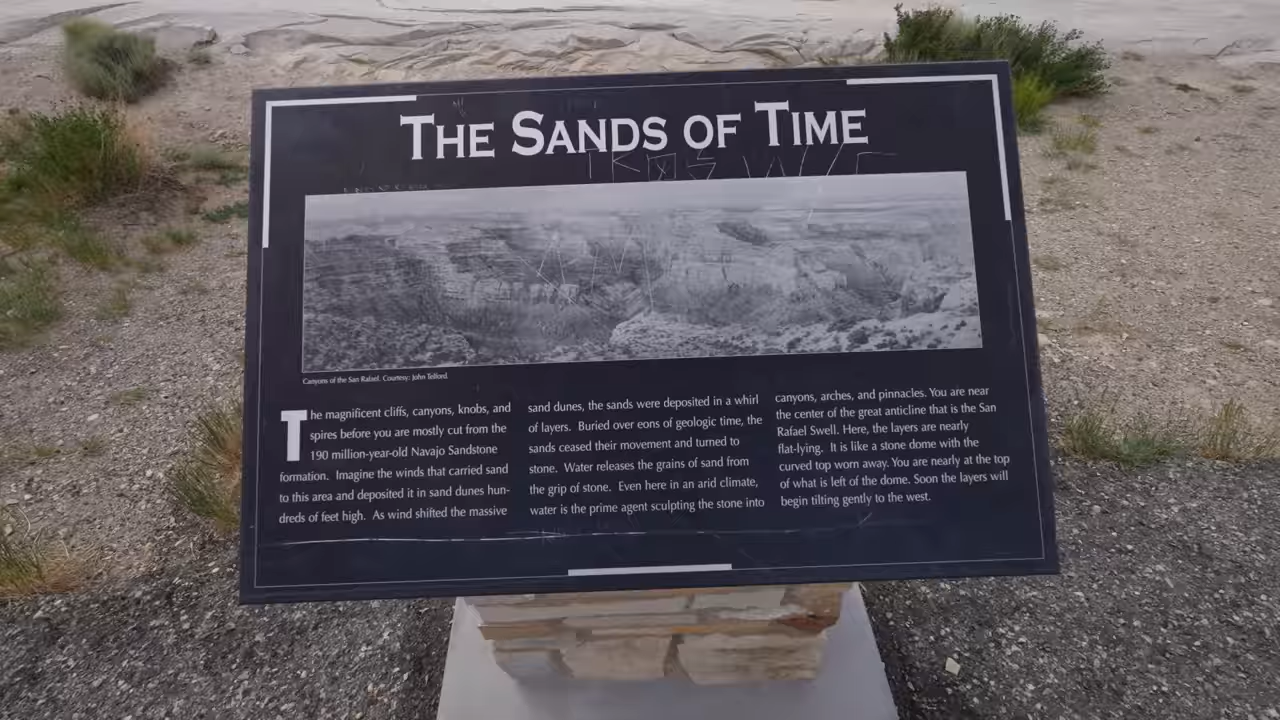 THE SANDS OF TIME
Canyons of the San Rafael. Courtesy: John Telford.
The magnificent cliffs, canyons, knobs, and
spires before you are mostly cut from the
190 million-year-old Navajo Sandstone
formation. Imagine the winds that carried sand
to this area and deposited it in sand dunes hun-
dreds of feet high. As wind shifted the massive
sand dunes, the sands were deposited in a whirl
of layers. Buried over eons of geologic time, the
sands ceased their movement and turned to
stone. Water releases the grains of sand from
the grip of stone. Even here in an arid climate,
water is the prime agent sculpting the stone into
canyons, arches, and pinnacles. You are near
the center of the great anticline that is the San
Rafael Swell. Here, the layers are nearly
flat-lying. It is like a stone dome with the
curved top worn away. You are nearly at the top
of what is left of the dome. Soon the layers will
begin tilting gently to the west.